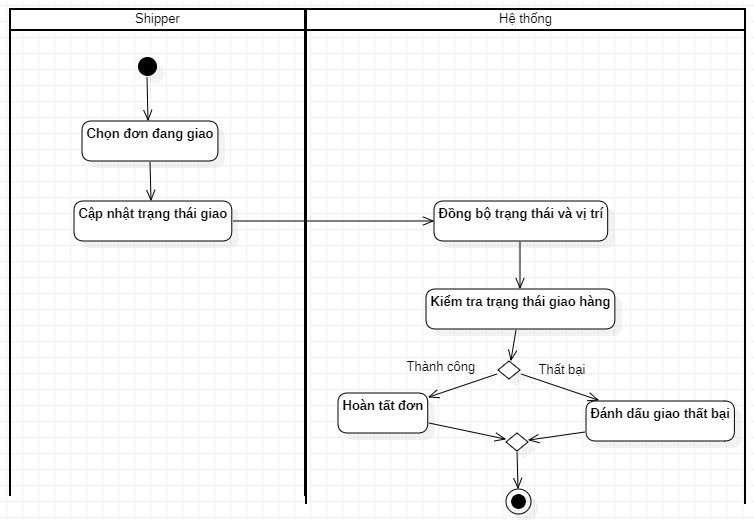 Shipper
Hệ thống
Chọn đơn đang giao
Cập nhật trạng thái giao
Đồng bộ trạng thái và vị trí
Kiểm tra trạng thái giao hàng
Thành công
Thất bại
Hoàn tất đơn
Đánh dấu giao thất bại